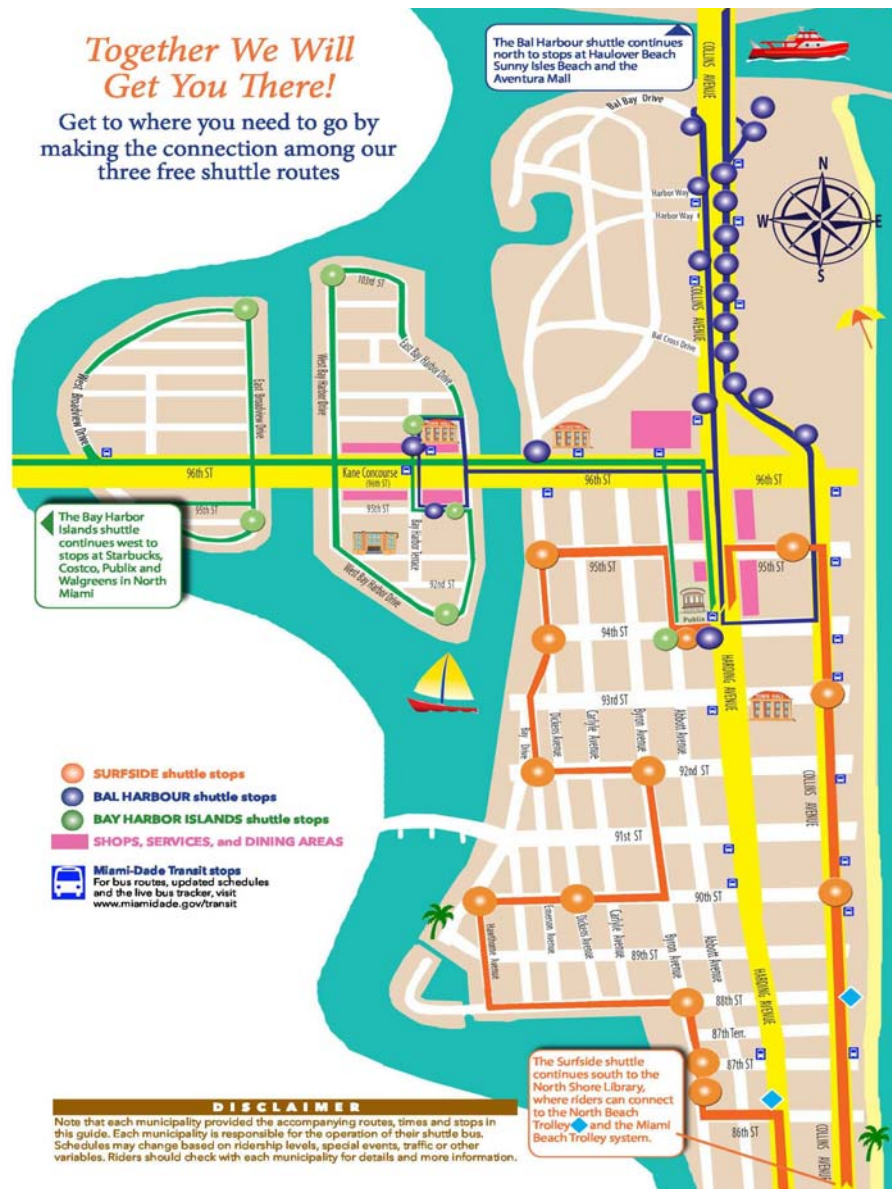 Together We Will
Get You There!
Get to where you need to go by
making the connection among our
three free shuttle routes
The Bal Harbour shuttle continues
north to stops at Haulover Beach
Sunny Isles Beach and the
Aventura Mall
COLLINS AVENUE
Bal Bay Drive
Harbor Way
Harbor Way
N
W
E
S
COLLINS AVENUE
Bal Cross Drive
103rd ST
East Bay Harbor Drive
West Bay Harbor Drive
West Broadview Drive
East Broadview Drive
96th ST
Kane Concourse
(96th ST)
96th ST
96th ST
95th ST
95th ST
Bay Harbor Terrace
92nd ST
West Bay Harbor Drive
The Bay Harbor
Islands shuttle
continues west to
stops at Starbucks,
Costco, Publix and
Walgreens in North
Miami
95th ST
95th ST
Publix
94th ST
HARDING AVENUE
TOWN HALL
93rd ST
Bay Drive
Dickens Avenue
Carlyle Avenue
Byron Avenue
Abbott Avenue
92nd ST
COLLINS AVENUE
91st ST
90th ST
Hawthorne Avenue
Emerson Avenue
Dickens Avenue
Carlyle Avenue
Byron Avenue
Abbott Avenue
89th ST
HARDING AVENUE
88th ST
87th Terr.
87th ST
86th ST
COLLINS AVENUE
SURFSIDE shuttle stops
BAL HARBOUR shuttle stops
BAY HARBOR ISLANDS shuttle stops
SHOPS, SERVICES, and DINING AREAS
Miami-Dade Transit stops
For bus routes, updated schedules
and the live bus tracker, visit
www.miamidade.gov/transit
The Surfside shuttle
continues south to the
North Shore Library,
where riders can connect
to the North Beach
Trolley and the Miami
Beach Trolley system.
DISCLAIMER
Note that each municipality provided the accompanying routes, times and stops in
this guide. Each municipality is responsible for the operation of their shuttle bus.
Schedules may change based on ridership levels, special events, traffic or other
variables. Riders should check with each municipality for details and more information.